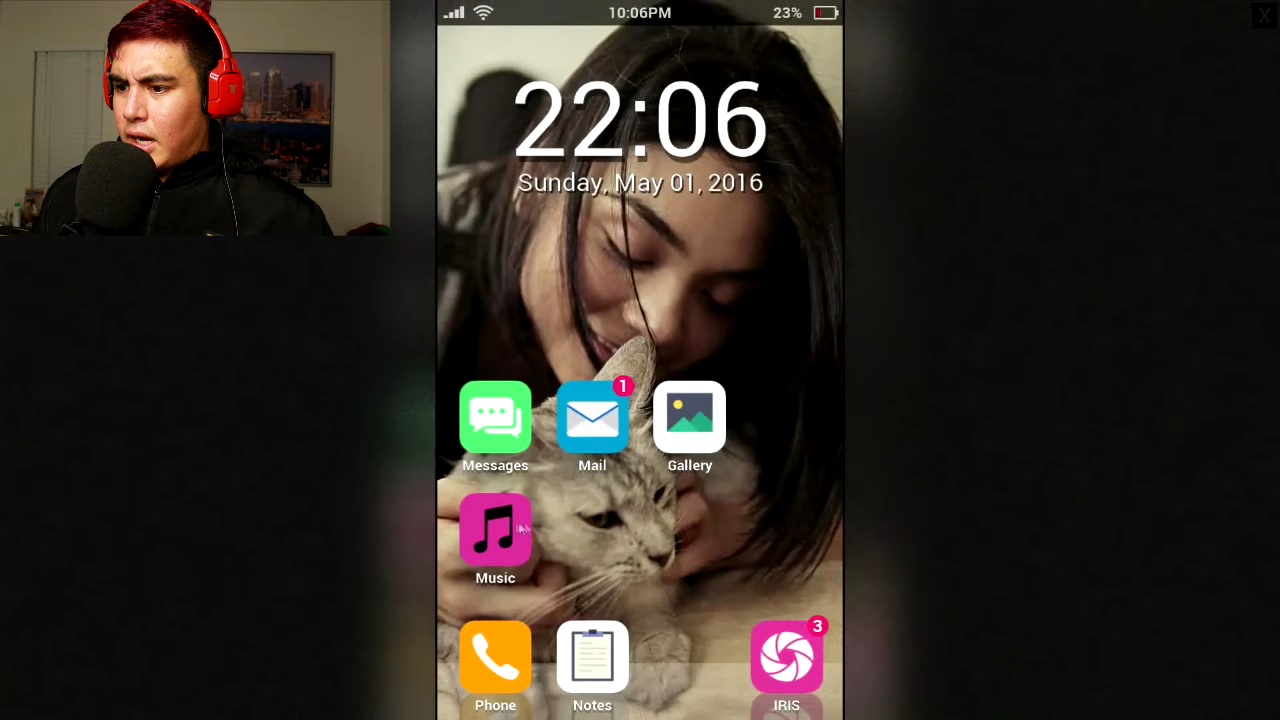 10:06PM
23%
X
22:06
Sunday, May 01, 2016
1
Messages
Mail
Gallery
Music
3
Phone
Notes
IRIS